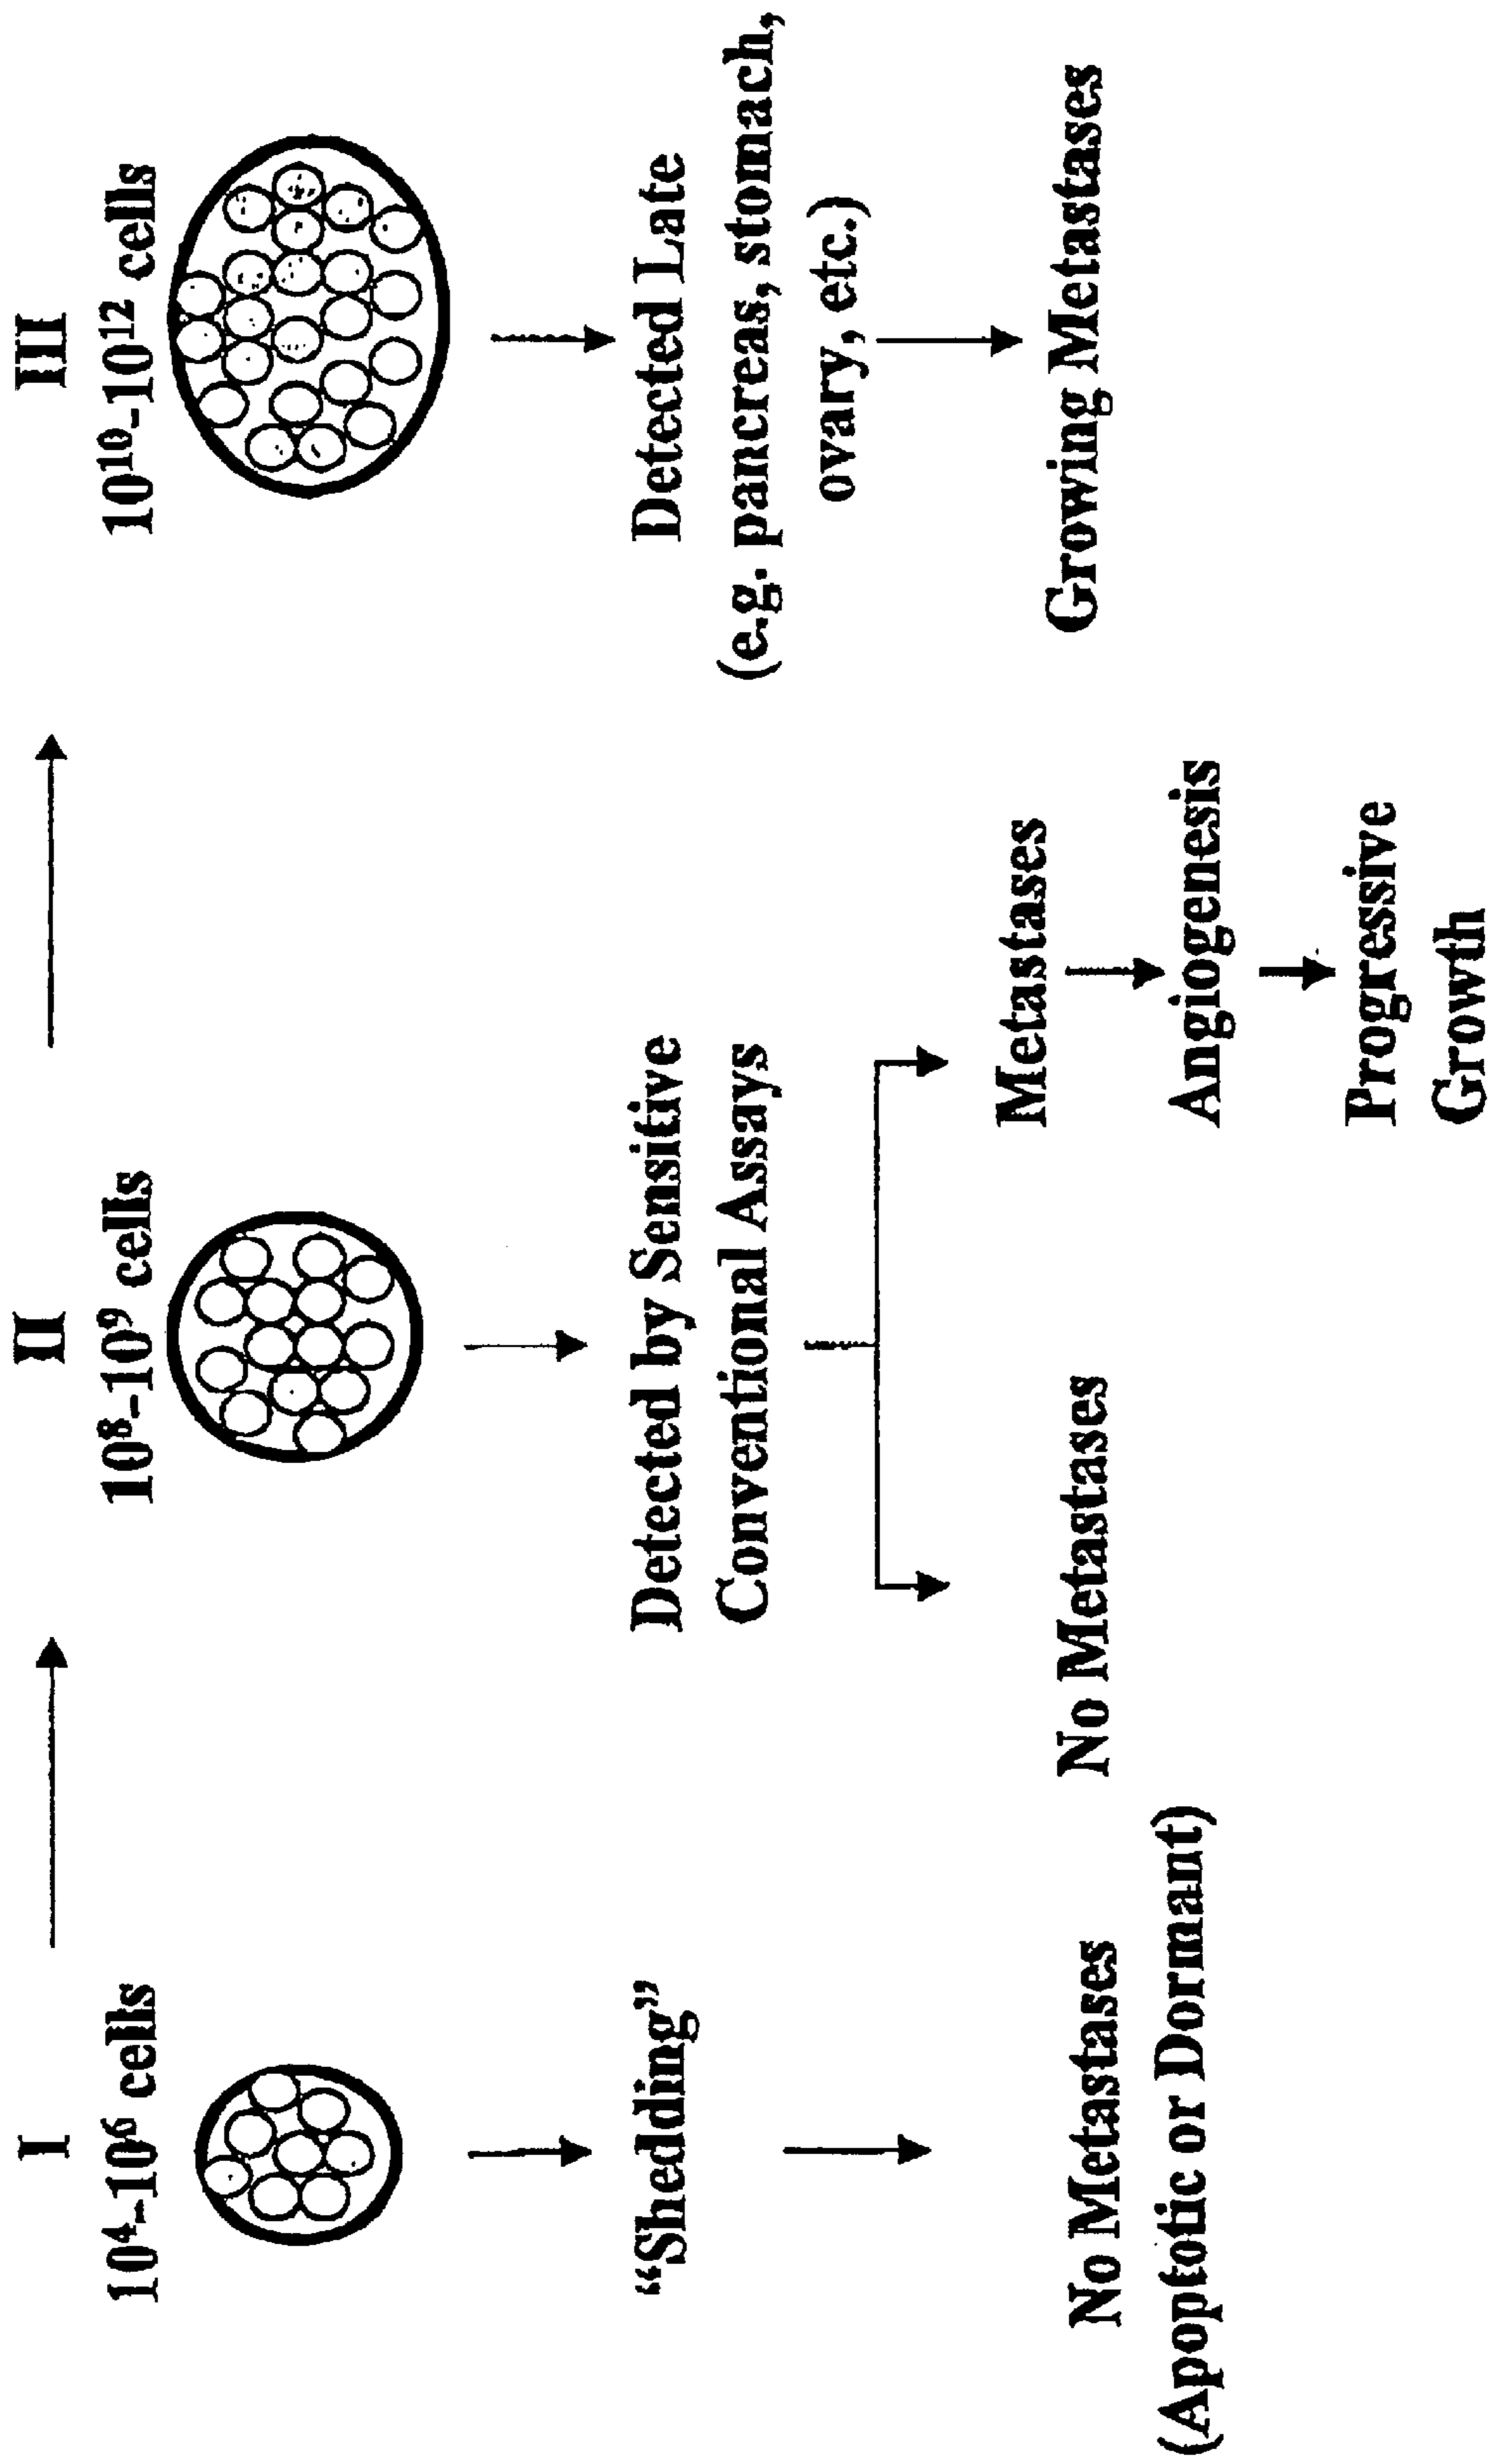 I
10⁴-10⁶ cells
“Shedding”
No Metastases
(Apoptotic or Dormant)
II
10⁸-10⁹ cells
Detected by Sensitive
Conventional Assays
No Metastases
Metastases
Angiogenesis
Progressive
Growth
III
10¹⁰-10¹² cells
Detected Late
(e.g. pancreas, stomach,
ovary, etc.)
Growing Metastases